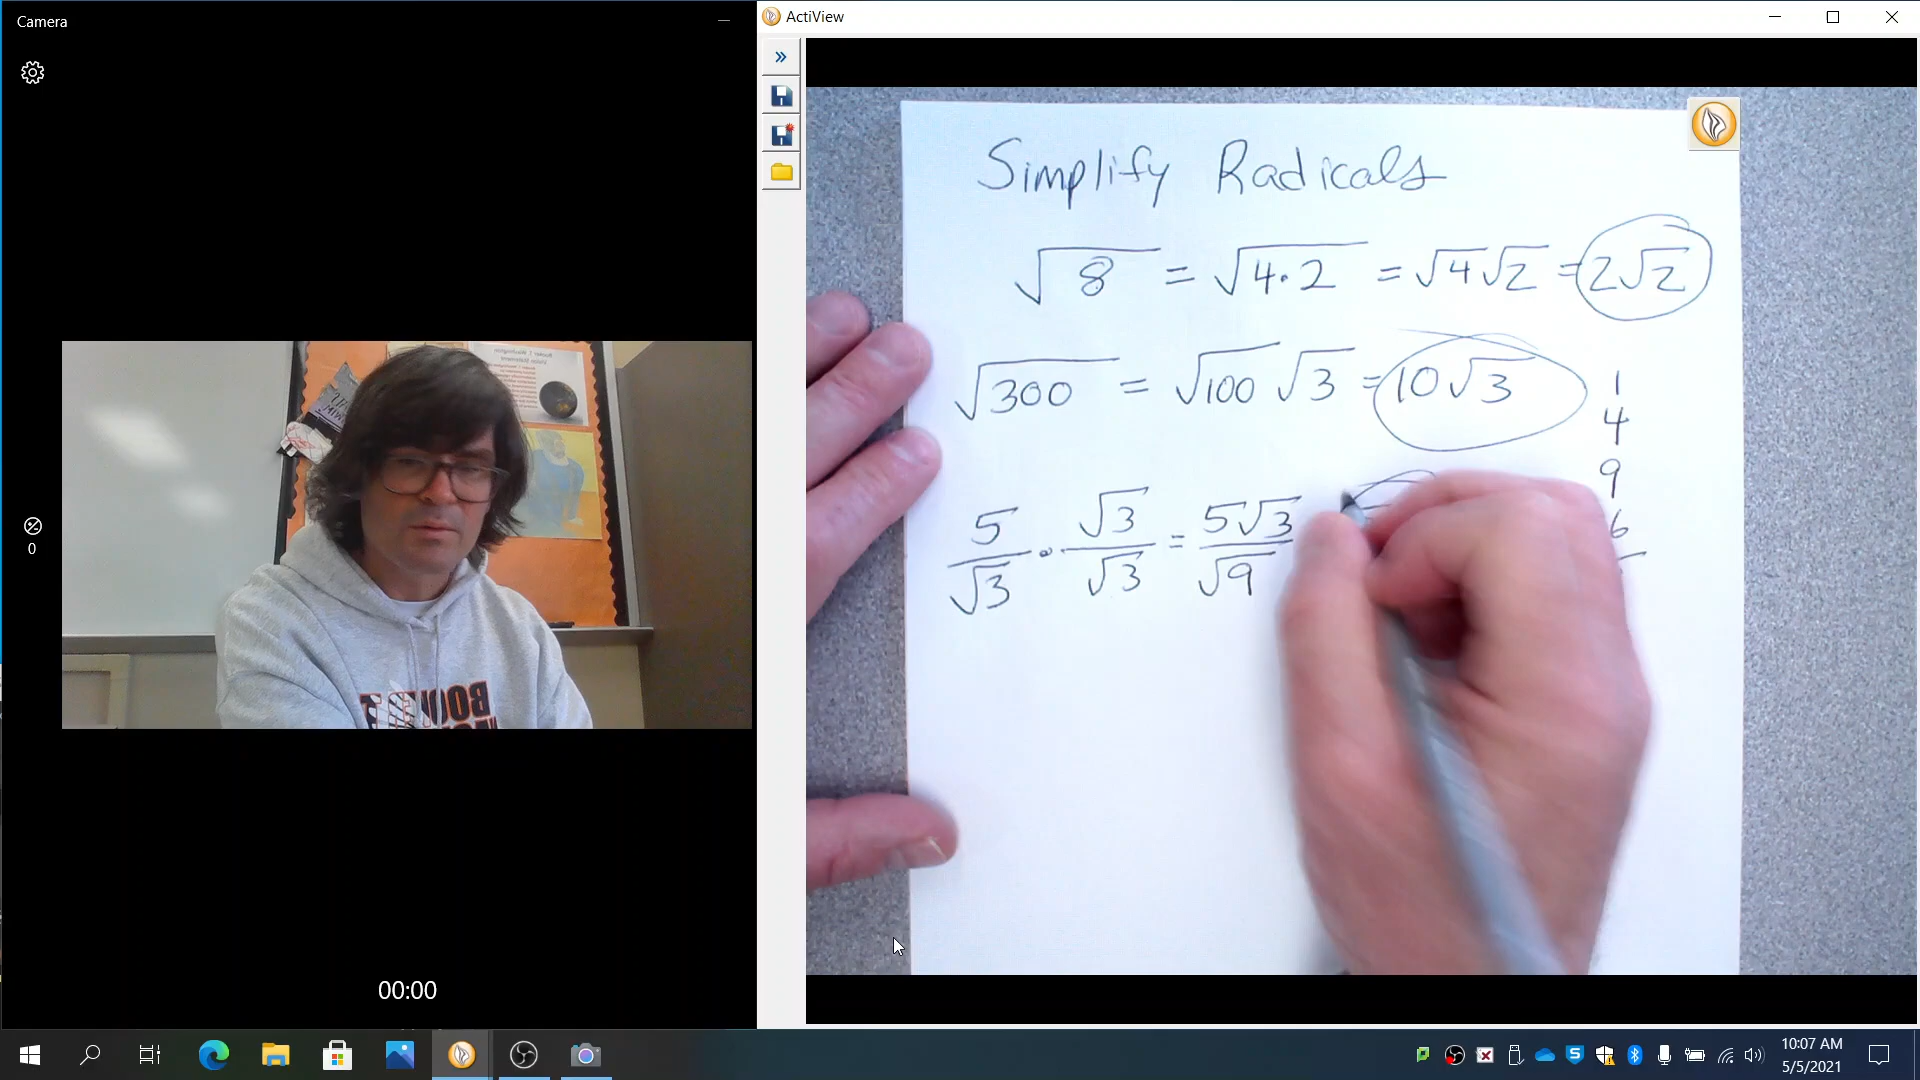 Camera
ActiView
0
00:00
Simplify Radicals
√8 = √4·2 = √4√2 = 2√2
√300 = √100 √3 = 10√3
1
4
9
5/√3 · √3/√3 = 5√3/√9
10:07 AM
5/5/2021